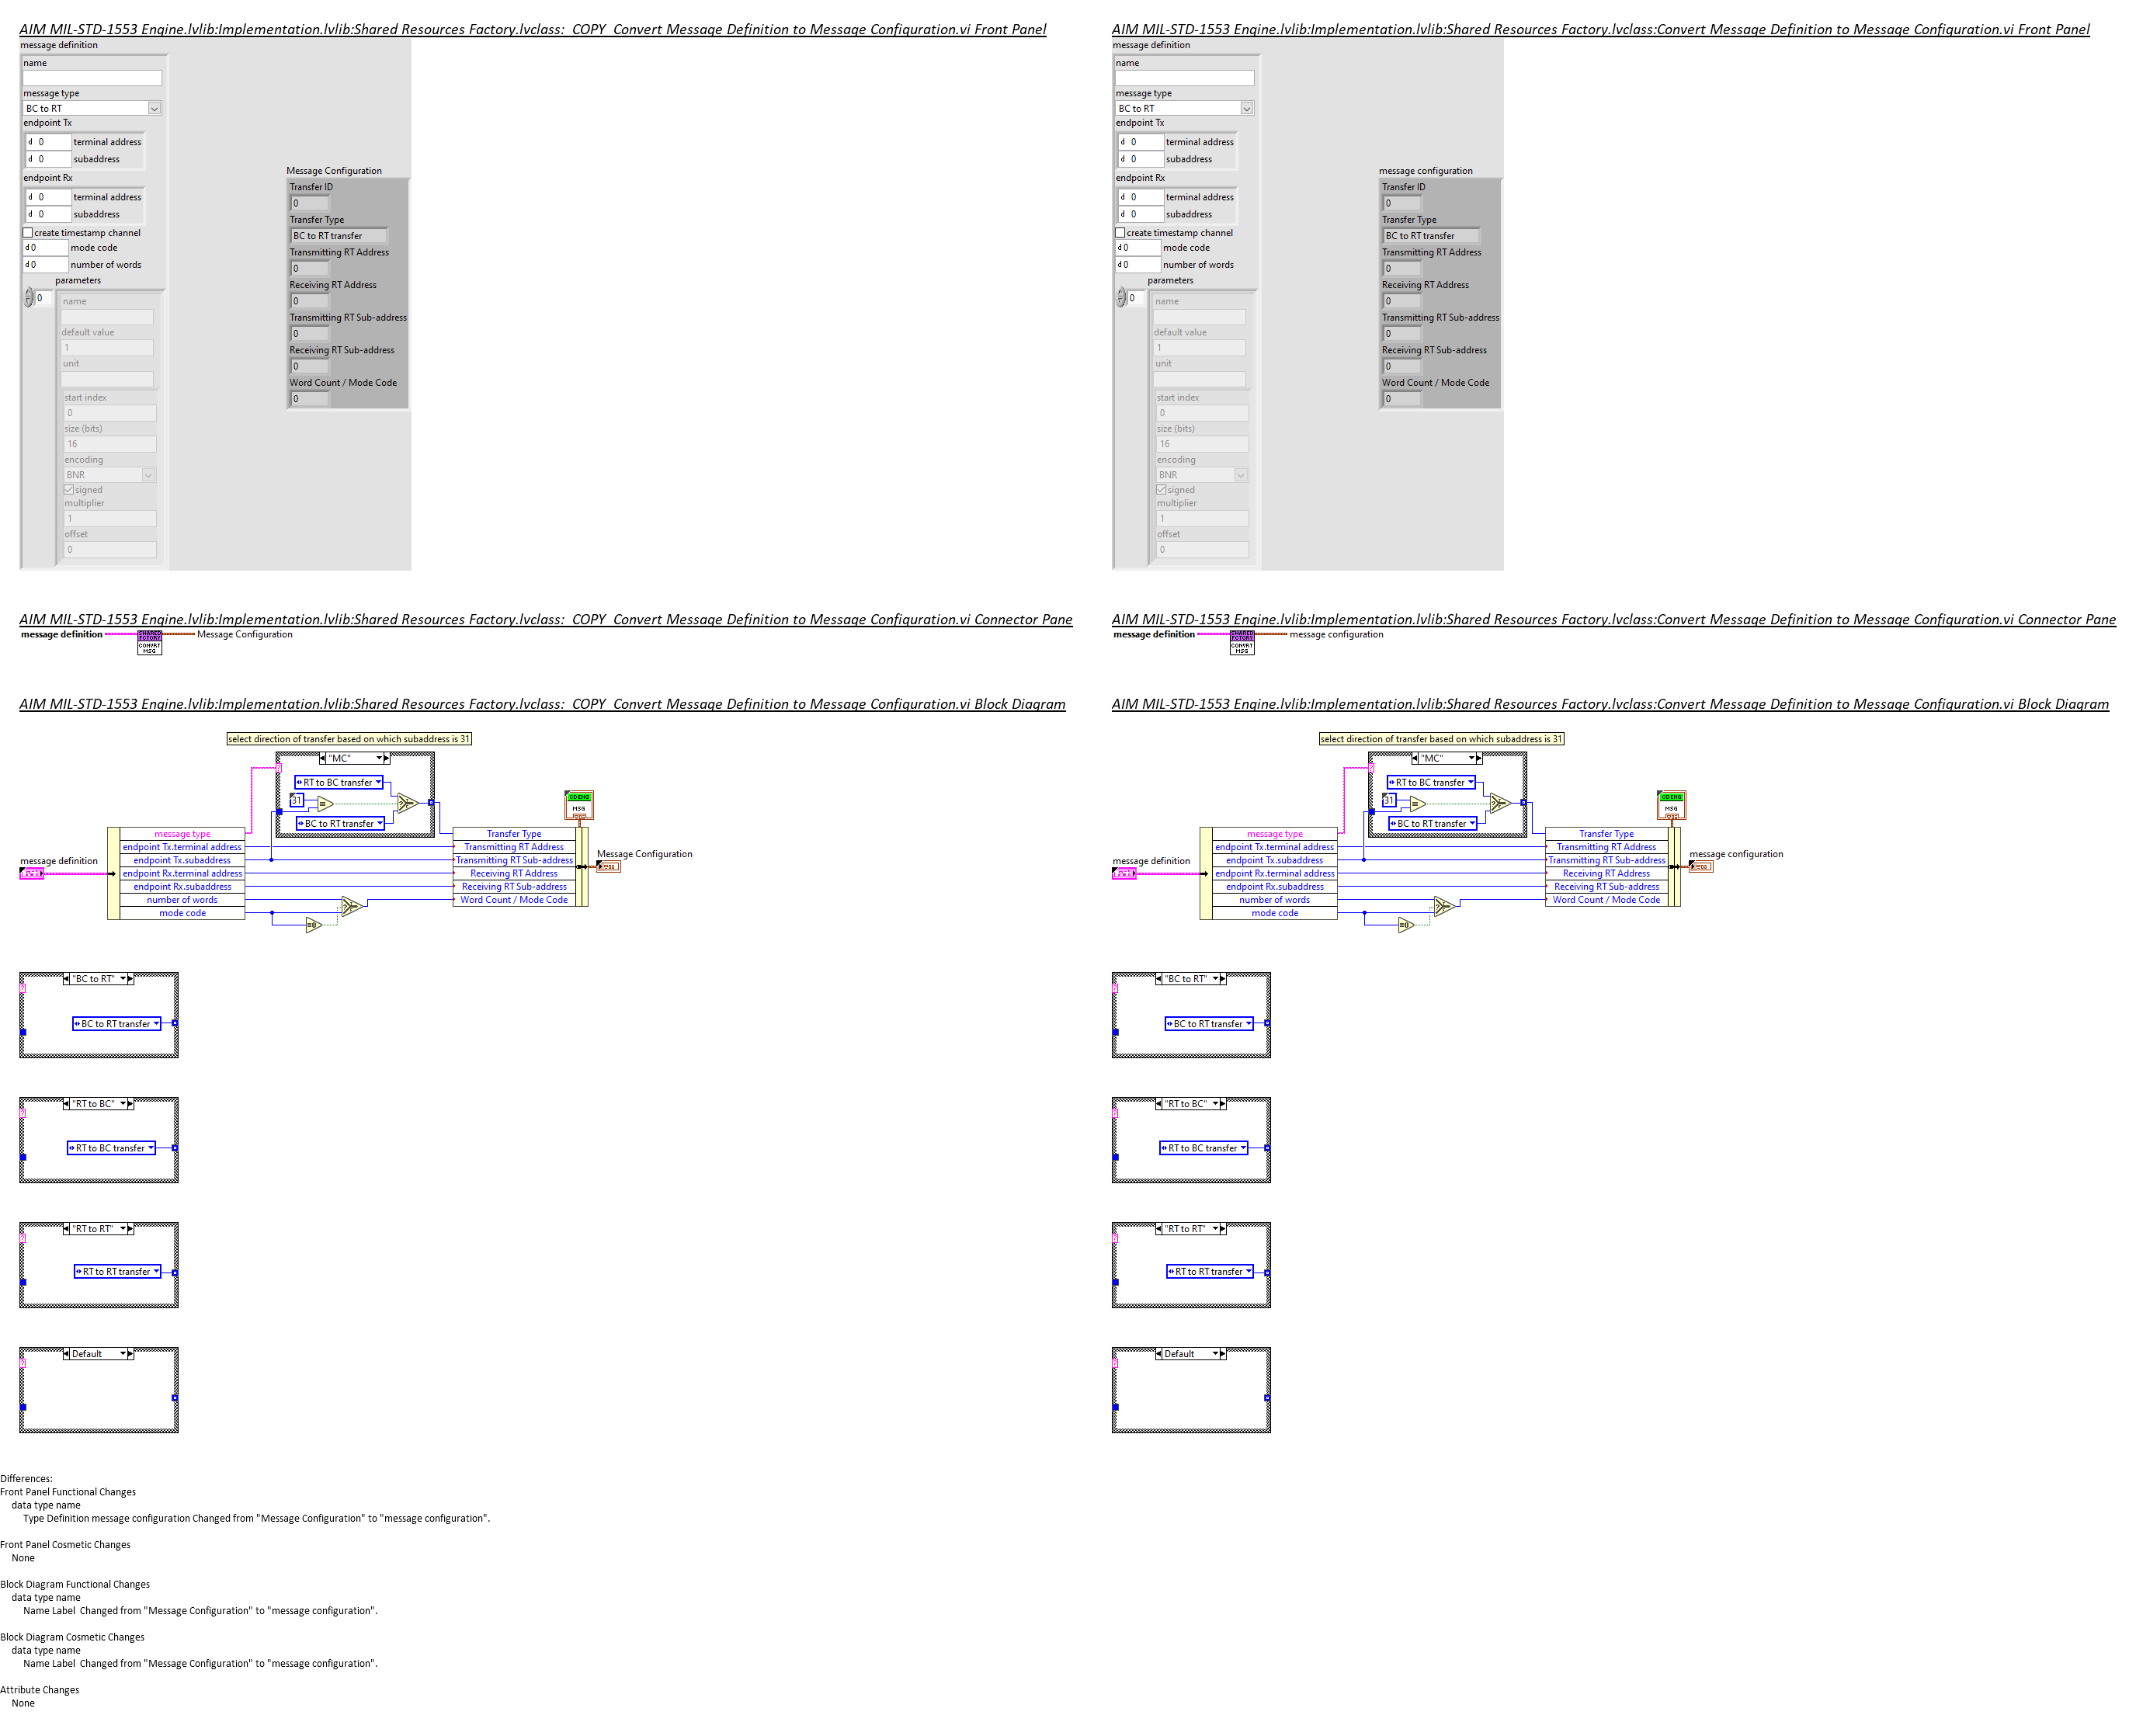 AIM MIL-STD-1553 Engine.lvlib:Implementation.lvlib:Shared Resources Factory.lvclass:_COPY_Convert Message Definition to Message Configuration.vi Front Panel
message definition
name
message type
BC to RT
endpoint Tx
d 0 terminal address
d 0 subaddress
endpoint Rx
d 0 terminal address
d 0 subaddress
create timestamp channel
d 0 mode code
d 0 number of words
parameters
0
name
default value
1
unit
start index
0
size (bits)
16
encoding
BNR
signed
multiplier
1
offset
0
Message Configuration
Transfer ID
0
Transfer Type
BC to RT transfer
Transmitting RT Address
0
Receiving RT Address
0
Transmitting RT Sub-address
0
Receiving RT Sub-address
0
Word Count / Mode Code
0
AIM MIL-STD-1553 Engine.lvlib:Implementation.lvlib:Shared Resources Factory.lvclass:Convert Message Definition to Message Configuration.vi Front Panel
message definition
name
message type
BC to RT
endpoint Tx
d 0 terminal address
d 0 subaddress
endpoint Rx
d 0 terminal address
d 0 subaddress
create timestamp channel
d 0 mode code
d 0 number of words
parameters
0
name
default value
1
unit
start index
0
size (bits)
16
encoding
BNR
signed
multiplier
1
offset
0
message configuration
Transfer ID
0
Transfer Type
BC to RT transfer
Transmitting RT Address
0
Receiving RT Address
0
Transmitting RT Sub-address
0
Receiving RT Sub-address
0
Word Count / Mode Code
0
AIM MIL-STD-1553 Engine.lvlib:Implementation.lvlib:Shared Resources Factory.lvclass:_COPY_Convert Message Definition to Message Configuration.vi Connector Pane
message definition
SHARED
FCTORY
CONVRT
MSG
Message Configuration
AIM MIL-STD-1553 Engine.lvlib:Implementation.lvlib:Shared Resources Factory.lvclass:Convert Message Definition to Message Configuration.vi Connector Pane
message definition
SHARED
FCTORY
CONVRT
MSG
message configuration
AIM MIL-STD-1553 Engine.lvlib:Implementation.lvlib:Shared Resources Factory.lvclass:_COPY_Convert Message Definition to Message Configuration.vi Block Diagram
select direction of transfer based on which subaddress is 31
"MC"
RT to BC transfer
31
=
BC to RT transfer
MSG
message definition
message type
endpoint Tx.terminal address
endpoint Tx.subaddress
endpoint Rx.terminal address
endpoint Rx.subaddress
number of words
mode code
=0
Transfer Type
Transmitting RT Address
Transmitting RT Sub-address
Receiving RT Address
Receiving RT Sub-address
Word Count / Mode Code
Message Configuration
"BC to RT"
BC to RT transfer
"RT to BC"
RT to BC transfer
"RT to RT"
RT to RT transfer
Default
AIM MIL-STD-1553 Engine.lvlib:Implementation.lvlib:Shared Resources Factory.lvclass:Convert Message Definition to Message Configuration.vi Block Diagram
select direction of transfer based on which subaddress is 31
"MC"
RT to BC transfer
31
=
BC to RT transfer
MSG
message definition
message type
endpoint Tx.terminal address
endpoint Tx.subaddress
endpoint Rx.terminal address
endpoint Rx.subaddress
number of words
mode code
=0
Transfer Type
Transmitting RT Address
Transmitting RT Sub-address
Receiving RT Address
Receiving RT Sub-address
Word Count / Mode Code
message configuration
"BC to RT"
BC to RT transfer
"RT to BC"
RT to BC transfer
"RT to RT"
RT to RT transfer
Default
Differences:
Front Panel Functional Changes
data type name
Type Definition message configuration Changed from "Message Configuration" to "message configuration".
Front Panel Cosmetic Changes
None
Block Diagram Functional Changes
data type name
Name Label  Changed from "Message Configuration" to "message configuration".
Block Diagram Cosmetic Changes
data type name
Name Label  Changed from "Message Configuration" to "message configuration".
Attribute Changes
None